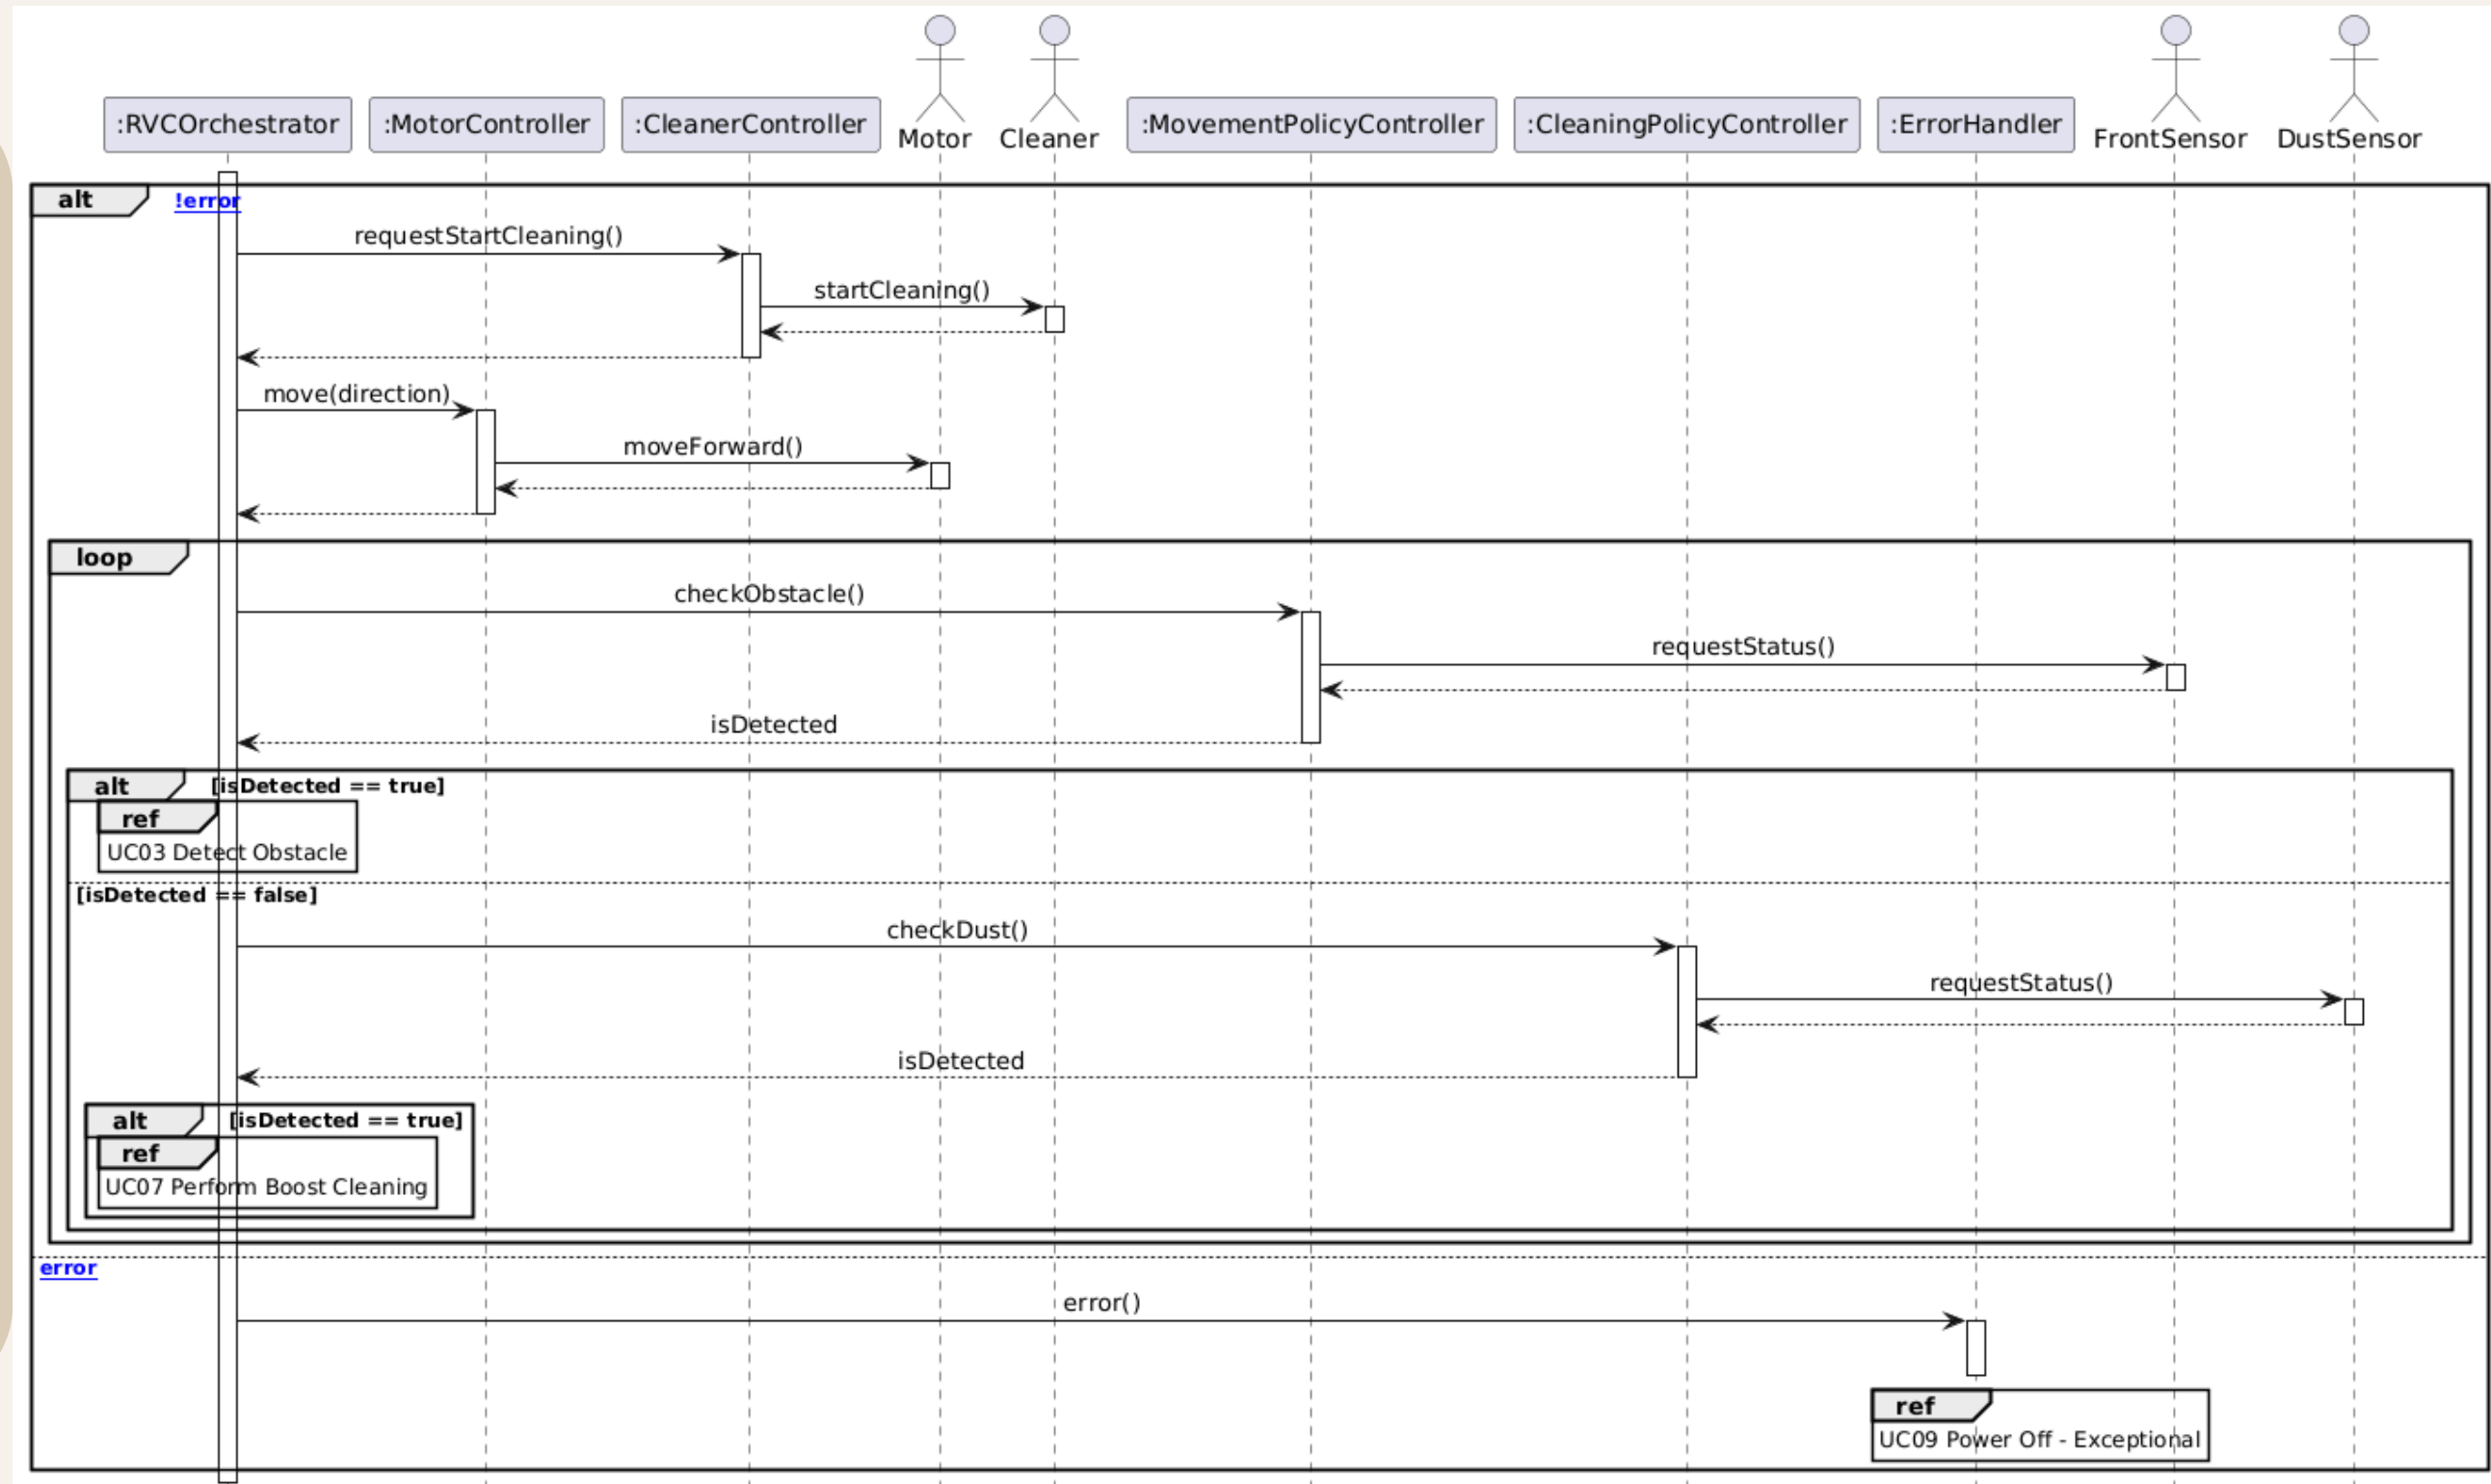 :RVCOrchestrator
:MotorController
:CleanerController
Motor
Cleaner
:MovementPolicyController
:CleaningPolicyController
:ErrorHandler
FrontSensor
DustSensor
alt
!error
requestStartCleaning()
startCleaning()
move(direction)
moveForward()
loop
checkObstacle()
requestStatus()
isDetected
alt
[isDetected == true]
ref
UC03 Detect Obstacle
[isDetected == false]
checkDust()
requestStatus()
isDetected
alt
[isDetected == true]
ref
UC07 Perform Boost Cleaning
error
error()
ref
UC09 Power Off - Exceptional